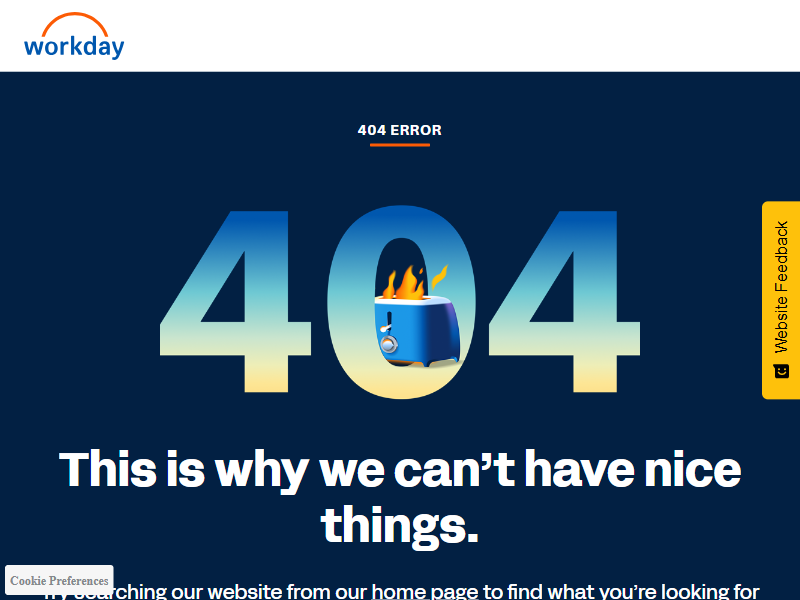 workday
404 ERROR
404
Website Feedback
This is why we can’t have nice
things.
Cookie Preferences
searching our website from our home page to find what you’re looking for